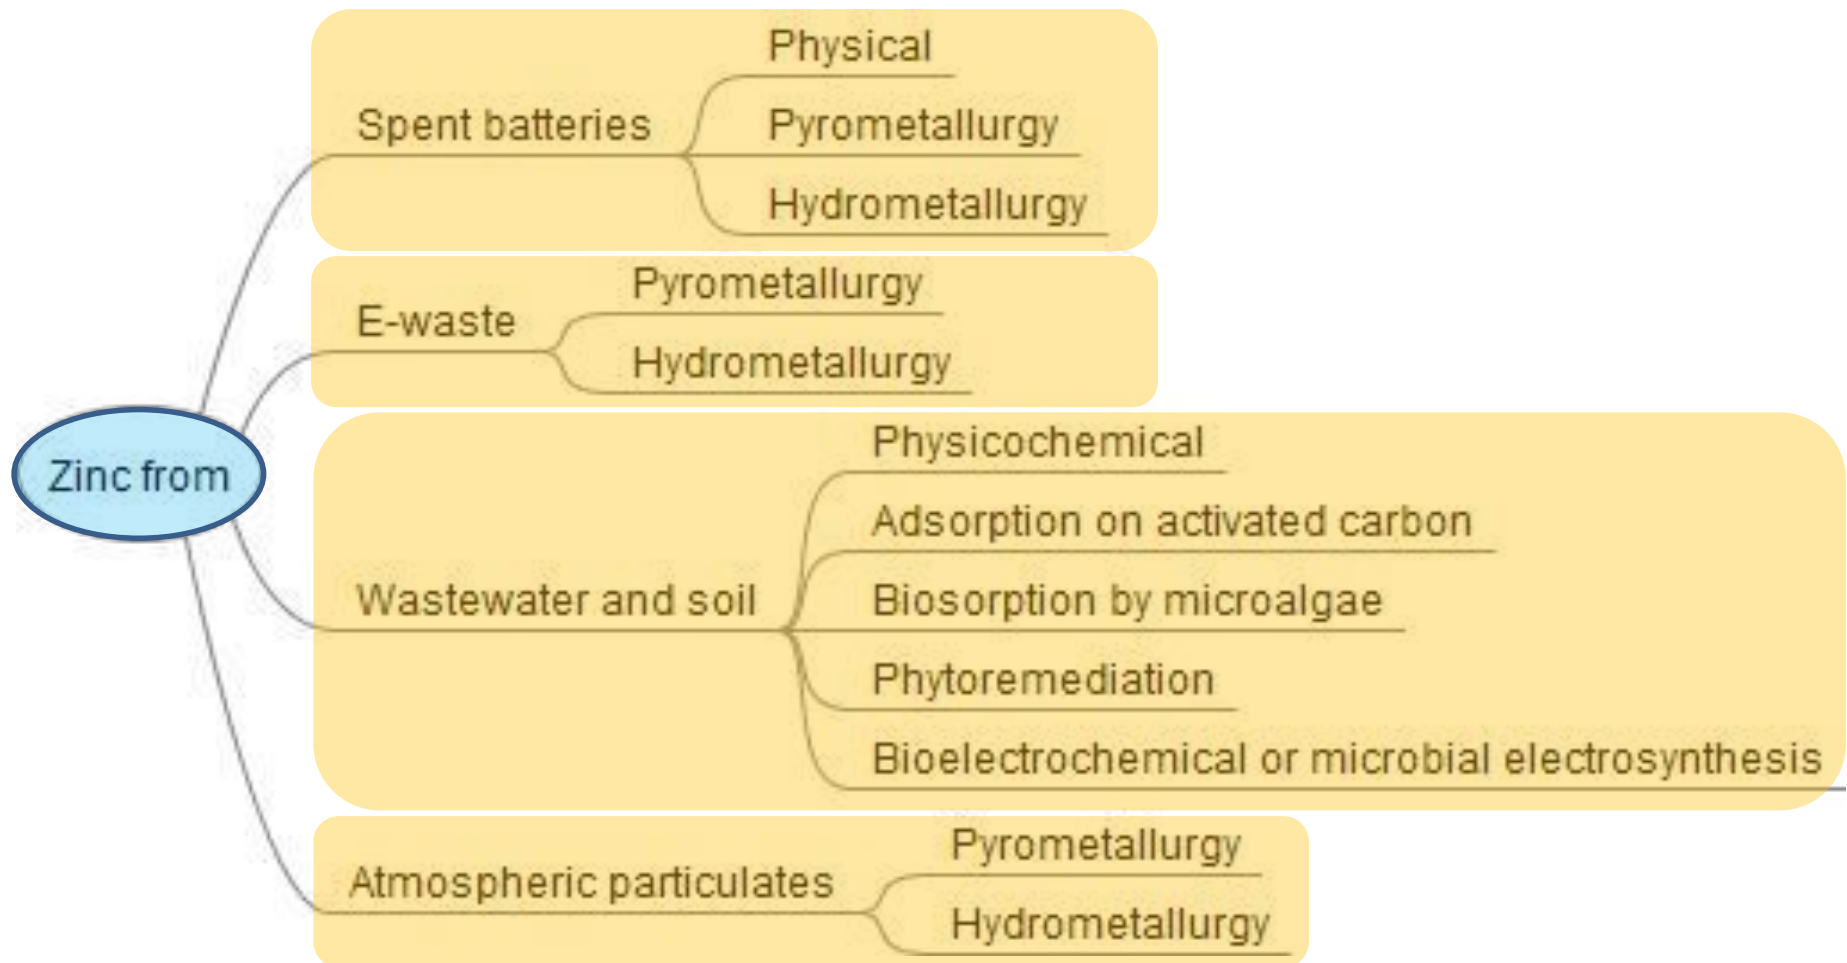 Zinc from
Spent batteries
Physical
Pyrometallurgy
Hydrometallurgy
E-waste
Pyrometallurgy
Hydrometallurgy
Wastewater and soil
Physicochemical
Adsorption on activated carbon
Biosorption by microalgae
Phytoremediation
Bioelectrochemical or microbial electrosynthesis
Atmospheric particulates
Pyrometallurgy
Hydrometallurgy